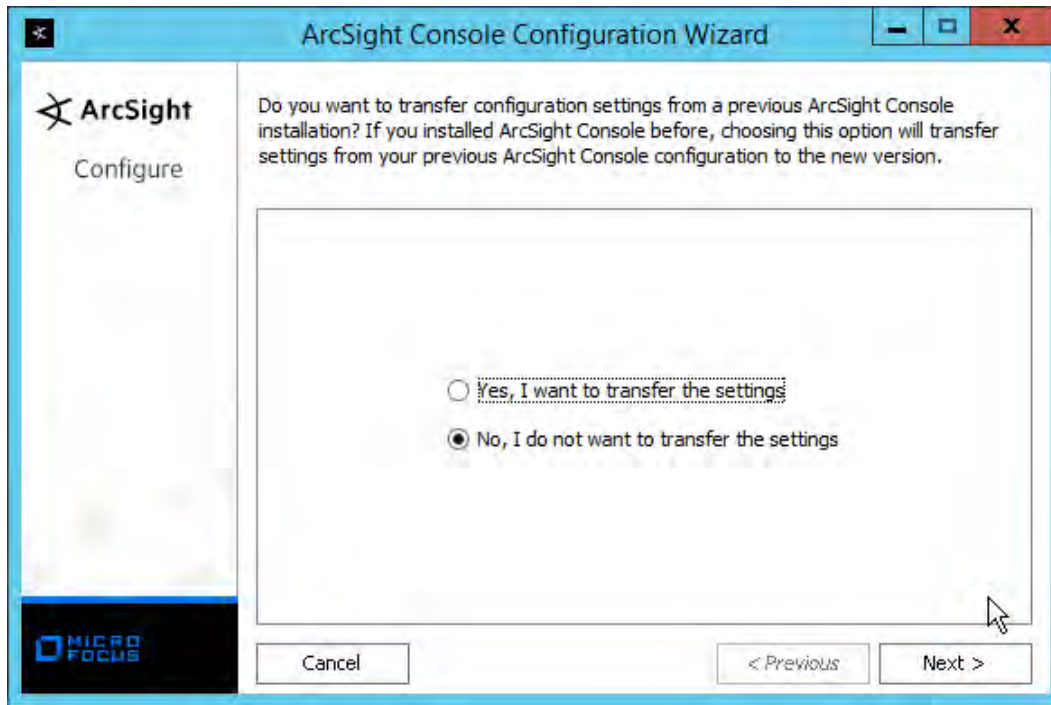 ArcSight Console Configuration Wizard
ArcSight
Configure
Do you want to transfer configuration settings from a previous ArcSight Console
installation? If you installed ArcSight Console before, choosing this option will transfer
settings from your previous ArcSight Console configuration to the new version.
Yes, I want to transfer the settings
No, I do not want to transfer the settings
MICRO
FOCUS
Cancel
< Previous
Next >